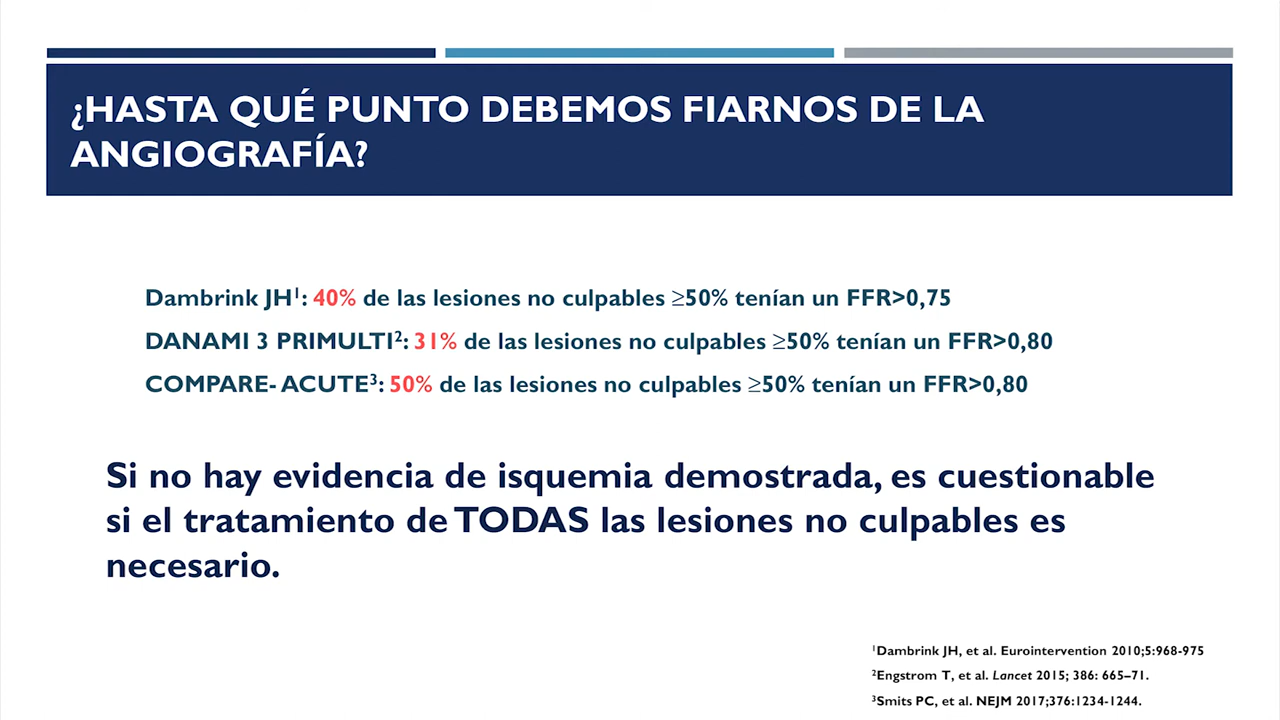 ¿HASTA QUÉ PUNTO DEBEMOS FIARNOS DE LA
ANGIOGRAFÍA?
Dambrink JH¹: 40% de las lesiones no culpables ≥50% tenían un FFR>0,75
DANAMI 3 PRIMULTI²: 31% de las lesiones no culpables ≥50% tenían un FFR>0,80
COMPARE- ACUTE³: 50% de las lesiones no culpables ≥50% tenían un FFR>0,80
Si no hay evidencia de isquemia demostrada, es cuestionable
si el tratamiento de TODAS las lesiones no culpables es
necesario.
¹Dambrink JH, et al. Eurointervention 2010;5:968-975
²Engstrom T, et al. Lancet 2015; 386: 665–71.
³Smits PC, et al. NEJM 2017;376:1234-1244.